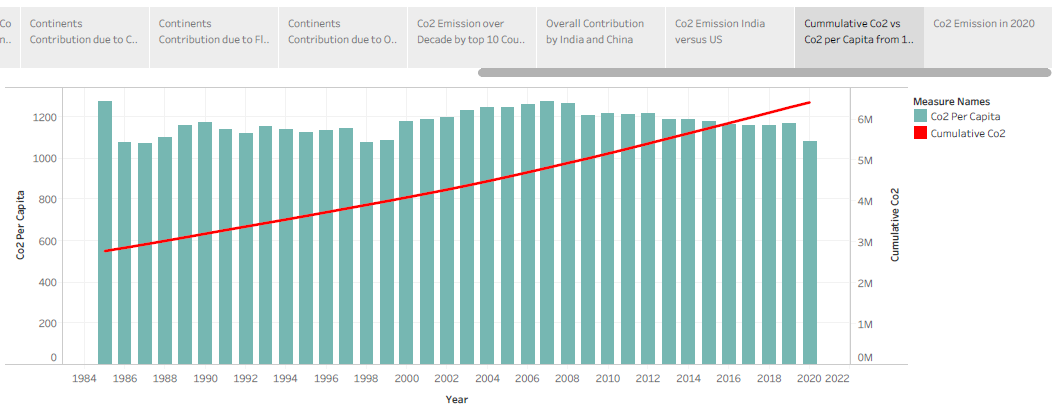 Co
n..
Continents
Contribution due to C..
Continents
Contribution due to Fl..
Continents
Contribution due to O..
Co2 Emission over
Decade by top 10 Cou..
Overall Contribution
by India and China
Co2 Emission India
versus US
Cummulative Co2 vs
Co2 per Capita from 1..
Co2 Emission in 2020
Measure Names
Co2 Per Capita
Cumulative Co2
Co2 Per Capita
1200
1000
800
600
400
200
0
6M
5M
4M
3M
2M
1M
0M
Cumulative Co2
1984 1986 1988 1990 1992 1994 1996 1998 2000 2002 2004 2006 2008 2010 2012 2014 2016 2018 2020 2022
Year